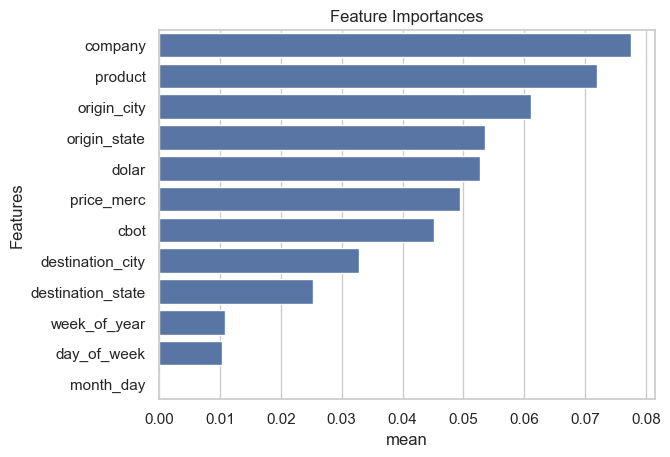 Feature Importances
Features
company
product
origin_city
origin_state
dolar
price_merc
cbot
destination_city
destination_state
week_of_year
day_of_week
month_day
0.00 0.01 0.02 0.03 0.04 0.05 0.06 0.07 0.08
mean